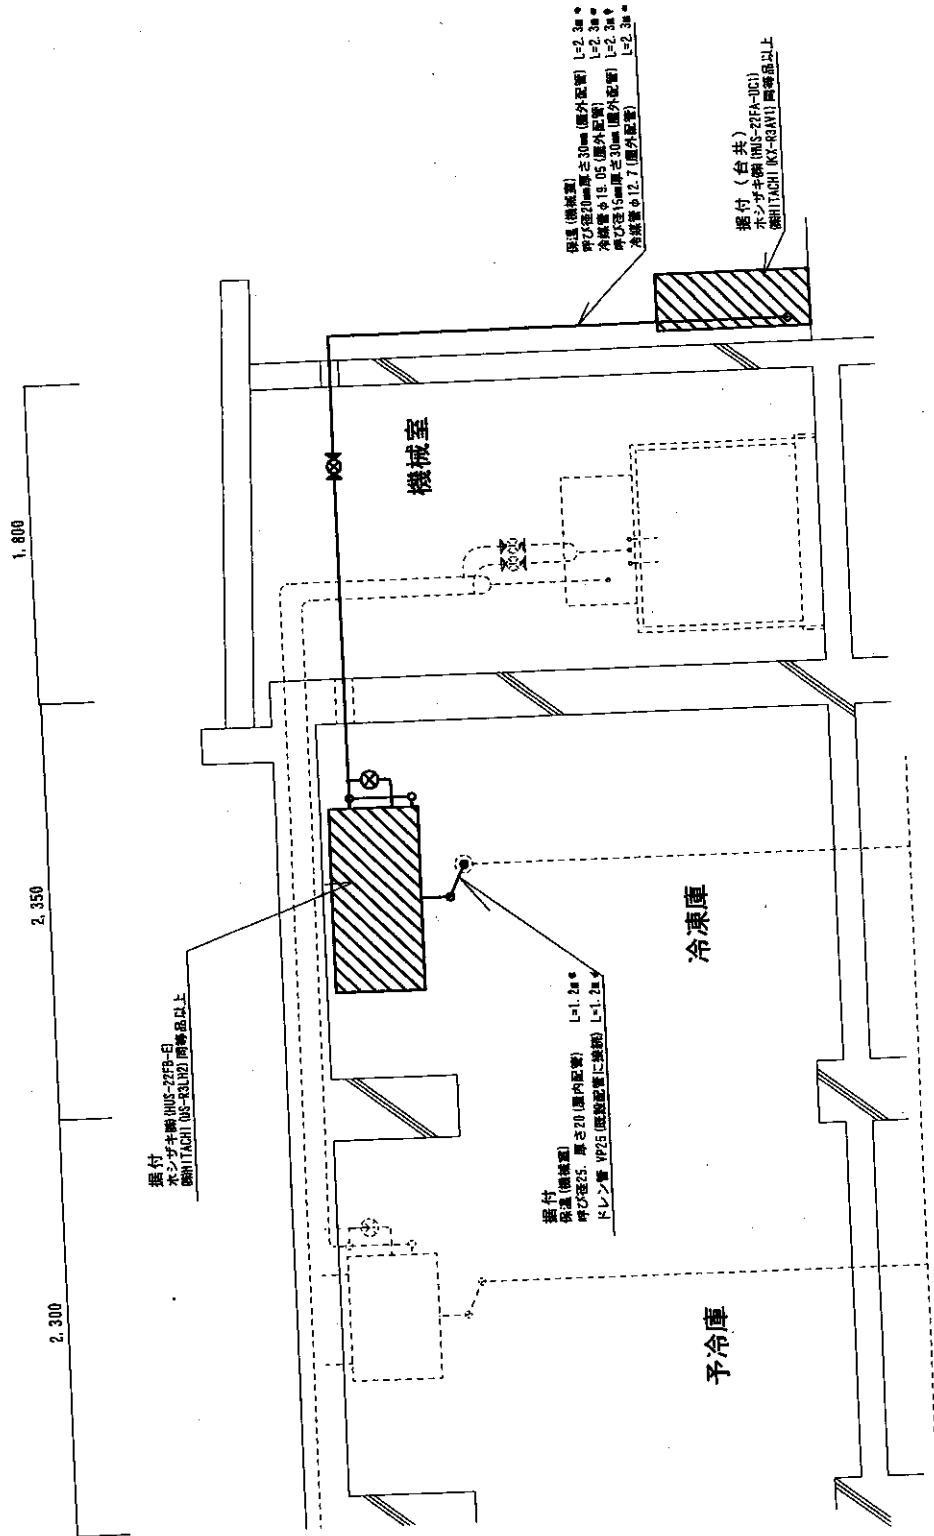 2,300
2,350
1,800
据付
ホシザキ㈱(HUS-22FB-E)
㈱HITACHI(US-R3LH2)同等品以上
据付
保温(機械室)
呼び径25. 厚さ20(屋内配管) L=1.2m
ドレン管 VP25(既設配管に接続) L=1.2m
保温(機械室)
呼び径20mm厚さ30mm(屋外配管) L=2.3m
冷媒管φ19.05(屋外配管) L=2.3m
呼び径15mm厚さ30mm(屋外配管) L=2.3m
冷媒管φ12.7(屋外配管) L=2.3m
据付(台共)
ホシザキ㈱(HUS-22FA-UC1)
㈱HITACHI(KX-R3AV1)同等品以上
予冷庫
冷凍庫
機械室